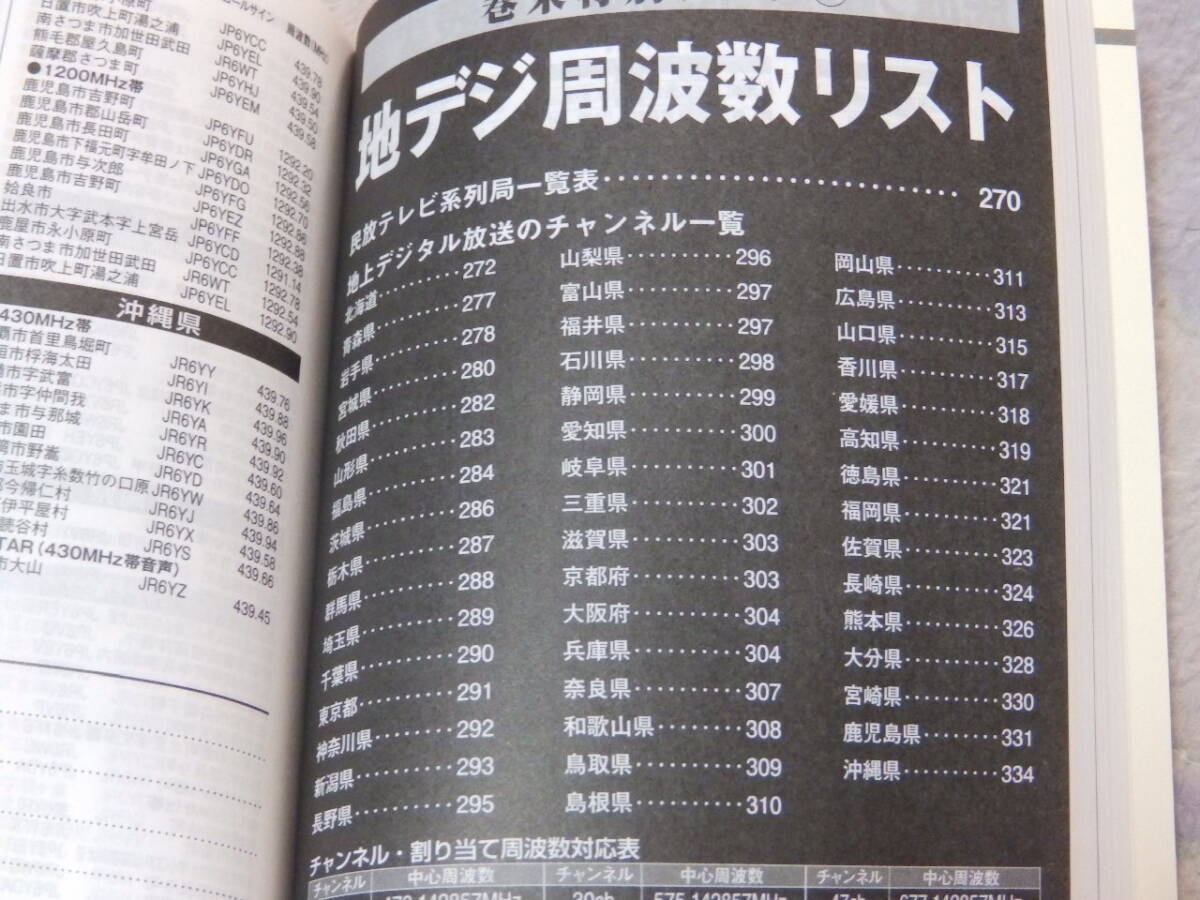 小原町 JP6YCC 439.78
コールサイン 周波数(MHz)
日置市吹上町湯之浦 JP6YEL 439.90
南さつま市加世田武田 JR6WT 439.54
熊毛郡屋久島町 JP6YHJ 439.50
薩摩郡さつま町 JP6YEM 439.58
●1200MHz帯
鹿児島市吉野町 JP6YFU 1292.20
鹿児島市郡山岳町 JP6YDR 1292.32
鹿児島市長田町 JP6YGA 1292.56
鹿児島市下福元町字牟田ノ下 JP6YDO 1292.70
鹿児島市与次郎 JP6YFG 1292.86
鹿児島市吉野町 JP6YEZ 1292.88
姶良市 JP6YFF 1292.38
出水市大字武本字上宮岳 JP6YCD 1291.14
鹿屋市永小原町 JP6YCC 1292.78
南さつま市加世田武田 JR6WT 1292.54
日置市吹上町湯之浦 JP6YEL 1292.90
沖縄県
430MHz帯
覇市首里鳥堀町 JR6YY 439.76
垣市桴海太田 JR6YI 439.88
字武富 JR6YK 439.96
市字仲間我 JR6YA 439.90
ま市与那城 JR6YR 439.92
市園田 JR6YC 439.60
湾市野嵩 JR6YD 439.64
玉城字糸数竹の口原 JR6YW 439.86
今帰仁村 JR6YJ 439.94
伊平屋村 JR6YX 439.58
読谷村 JR6YS 439.66
TAR(430MHz帯音声)
市大山 JR6YZ 439.45
地デジ周波数リスト
民放テレビ系列局一覧表 270
地上デジタル放送のチャンネル一覧
北海道 272
青森県 277
岩手県 278
宮城県 280
秋田県 282
山形県 283
福島県 284
茨城県 286
栃木県 287
群馬県 288
埼玉県 289
千葉県 290
東京都 291
神奈川県 292
新潟県 293
長野県 295
山梨県 296
富山県 297
福井県 297
石川県 298
静岡県 299
愛知県 300
岐阜県 301
三重県 302
滋賀県 303
京都府 303
大阪府 304
兵庫県 304
奈良県 307
和歌山県 308
鳥取県 309
島根県 310
岡山県 311
広島県 313
山口県 315
香川県 317
愛媛県 318
高知県 319
徳島県 321
福岡県 321
佐賀県 323
長崎県 324
熊本県 326
大分県 328
宮崎県 330
鹿児島県 331
沖縄県 334
チャンネル・割り当て周波数対応表
チャンネル 中心周波数 チャンネル 中心周波数 チャンネル 中心周波数